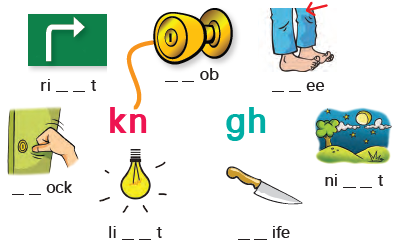 ri _ _ t
_ _ ob
_ _ ee
kn
gh
_ _ ock
li _ _ t
_ _ ife
ni _ _ t